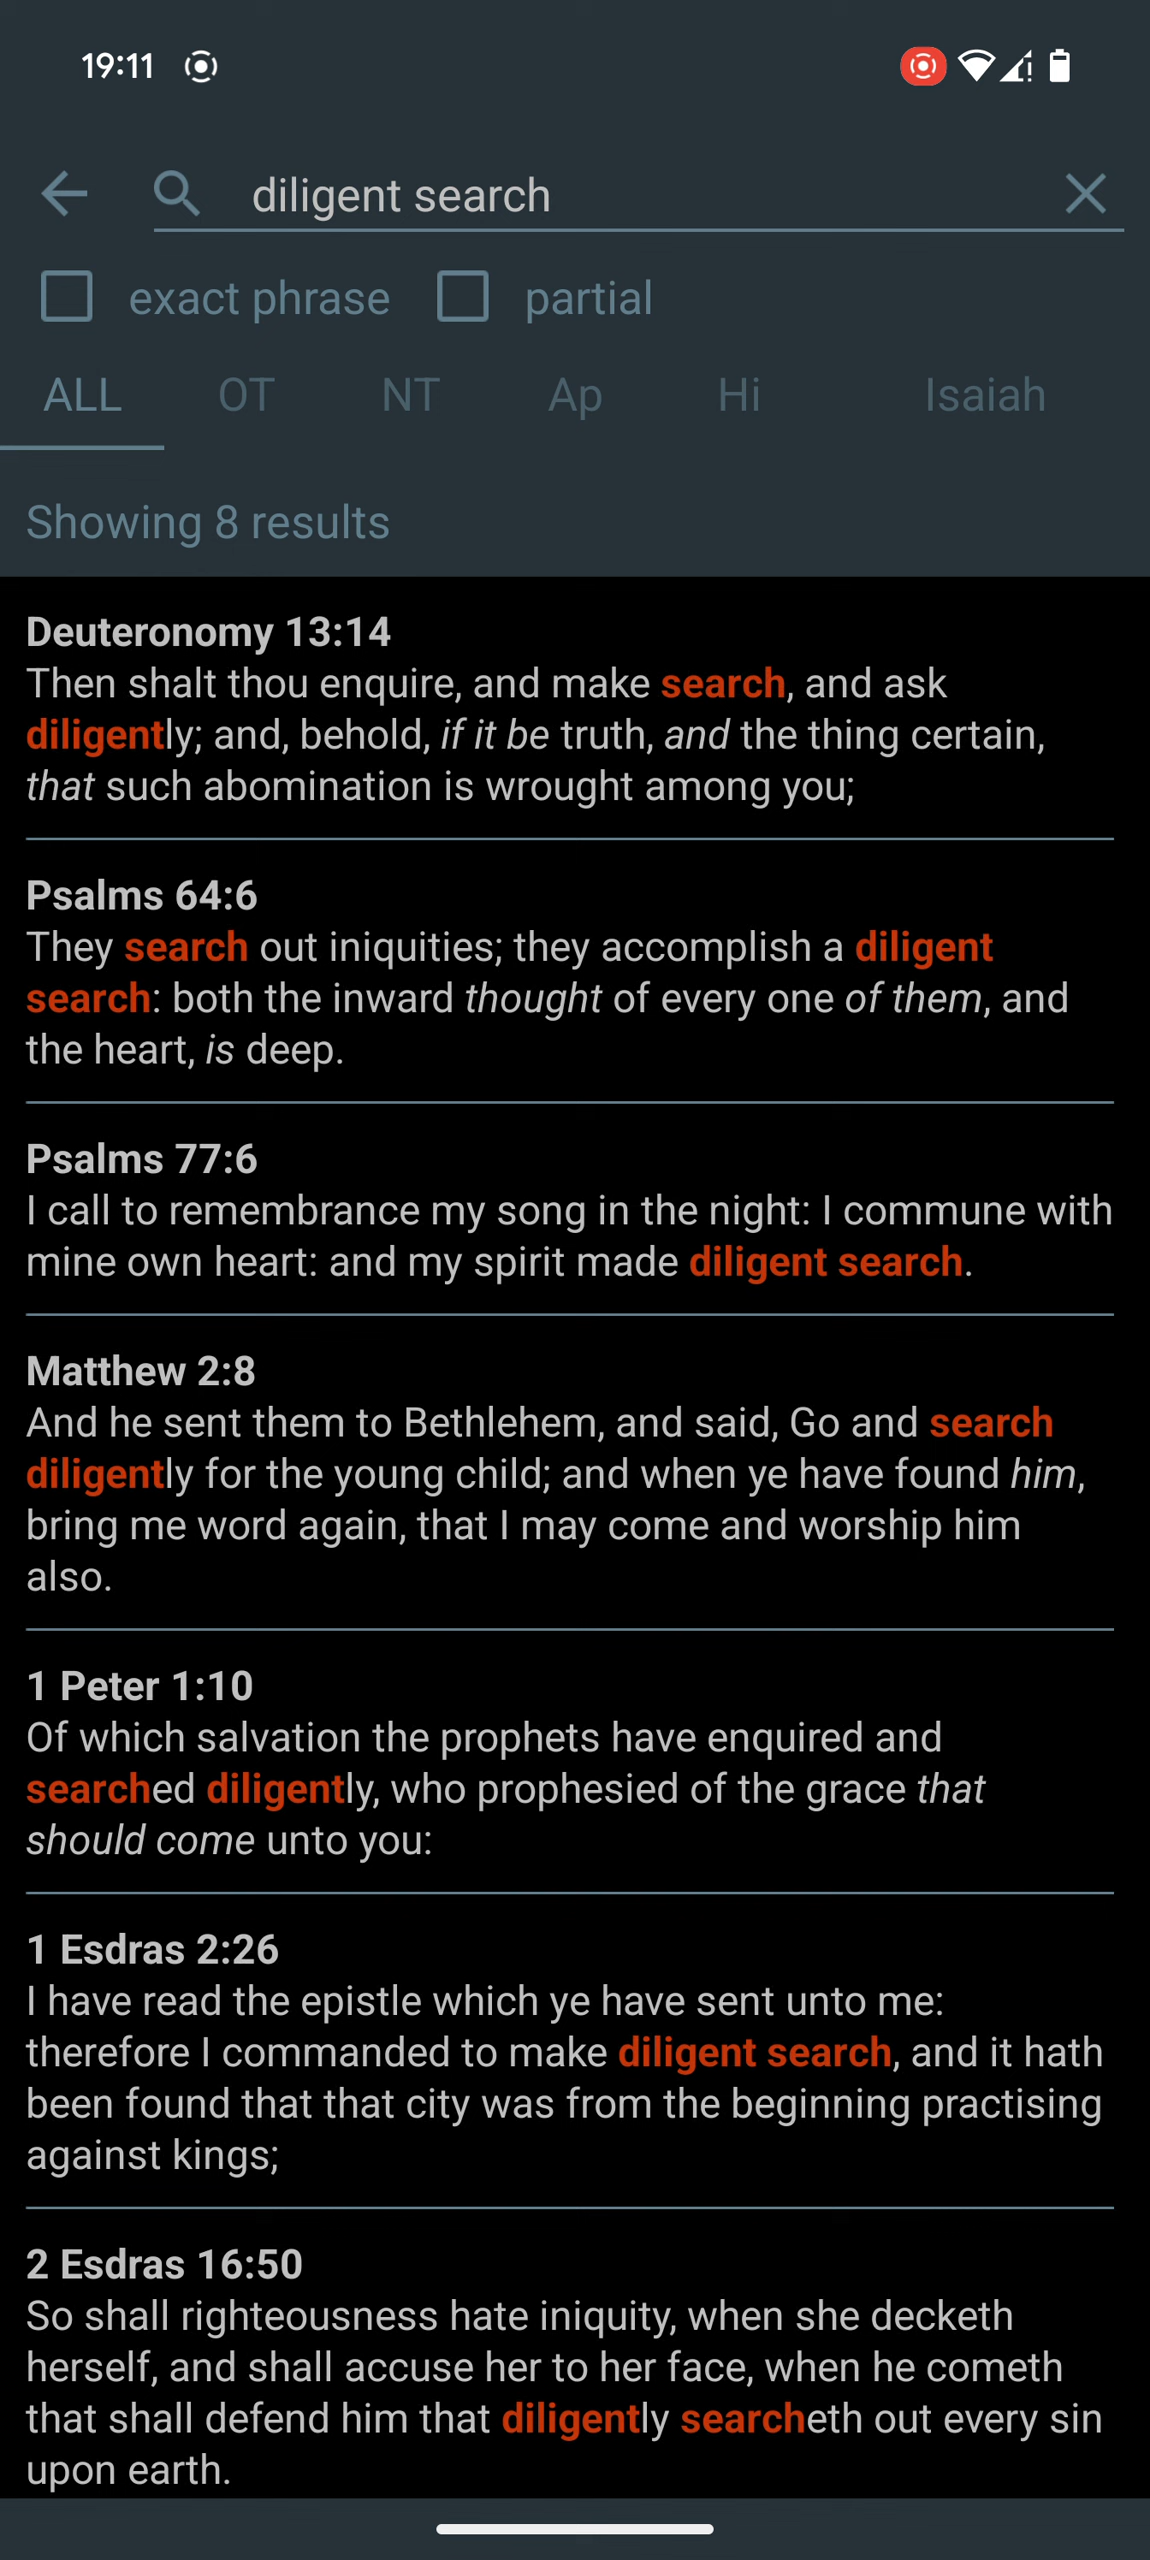 19:11
diligent search
exact phrase partial
ALL OT NT Ap Hi Isaiah
Showing 8 results
Deuteronomy 13:14
Then shalt thou enquire, and make search, and ask
diligently; and, behold, if it be truth, and the thing certain,
that such abomination is wrought among you;
Psalms 64:6
They search out iniquities; they accomplish a diligent
search: both the inward thought of every one of them, and
the heart, is deep.
Psalms 77:6
I call to remembrance my song in the night: I commune with
mine own heart: and my spirit made diligent search.
Matthew 2:8
And he sent them to Bethlehem, and said, Go and search
diligently for the young child; and when ye have found him,
bring me word again, that I may come and worship him
also.
1 Peter 1:10
Of which salvation the prophets have enquired and
searched diligently, who prophesied of the grace that
should come unto you:
1 Esdras 2:26
I have read the epistle which ye have sent unto me:
therefore I commanded to make diligent search, and it hath
been found that that city was from the beginning practising
against kings;
2 Esdras 16:50
So shall righteousness hate iniquity, when she decketh
herself, and shall accuse her to her face, when he cometh
that shall defend him that diligently searcheth out every sin
upon earth.